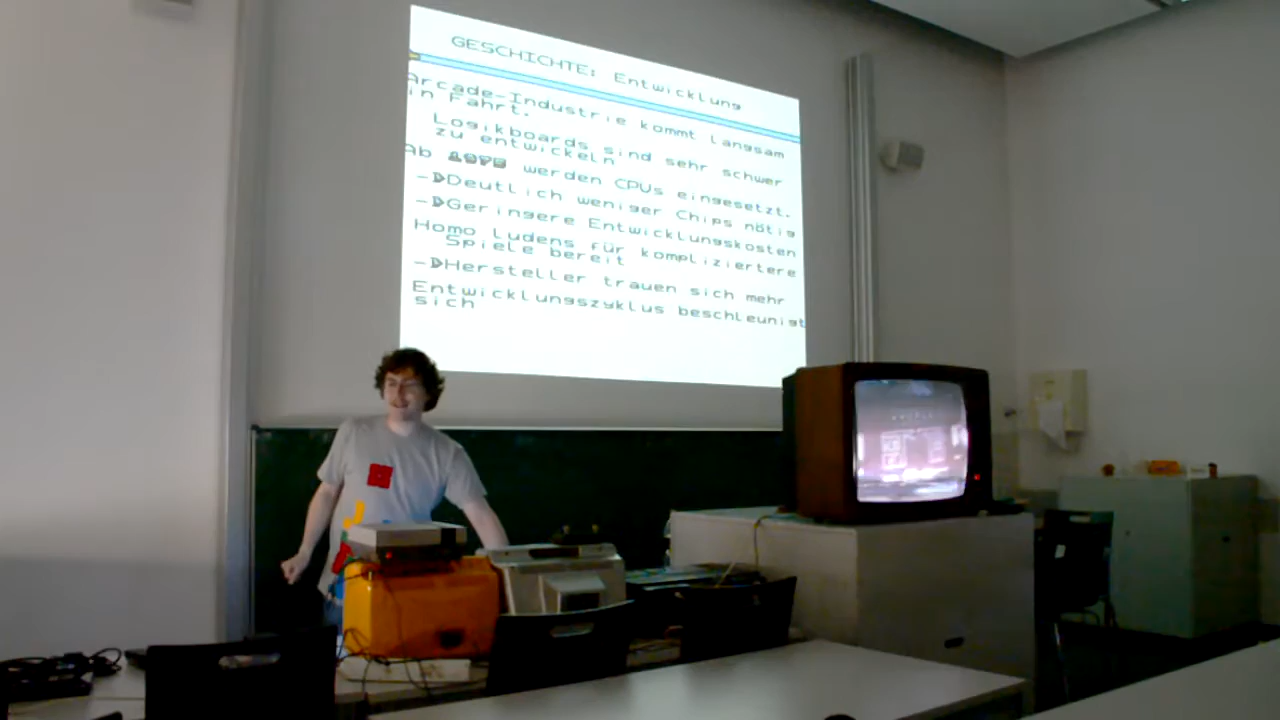 GESCHICHTE: Entwicklung
Arcade-Industrie kommt langsam
in Fahrt.
Logikboards sind sehr schwer
zu entwickeln
Ab werden CPUs eingesetzt.
-Deutlich weniger Chips nötig
-Geringere Entwicklungskosten
Homo Ludens für kompliziertere
Spiele bereit
-Hersteller trauen sich mehr
Entwicklungszyklus beschleunigt
sich